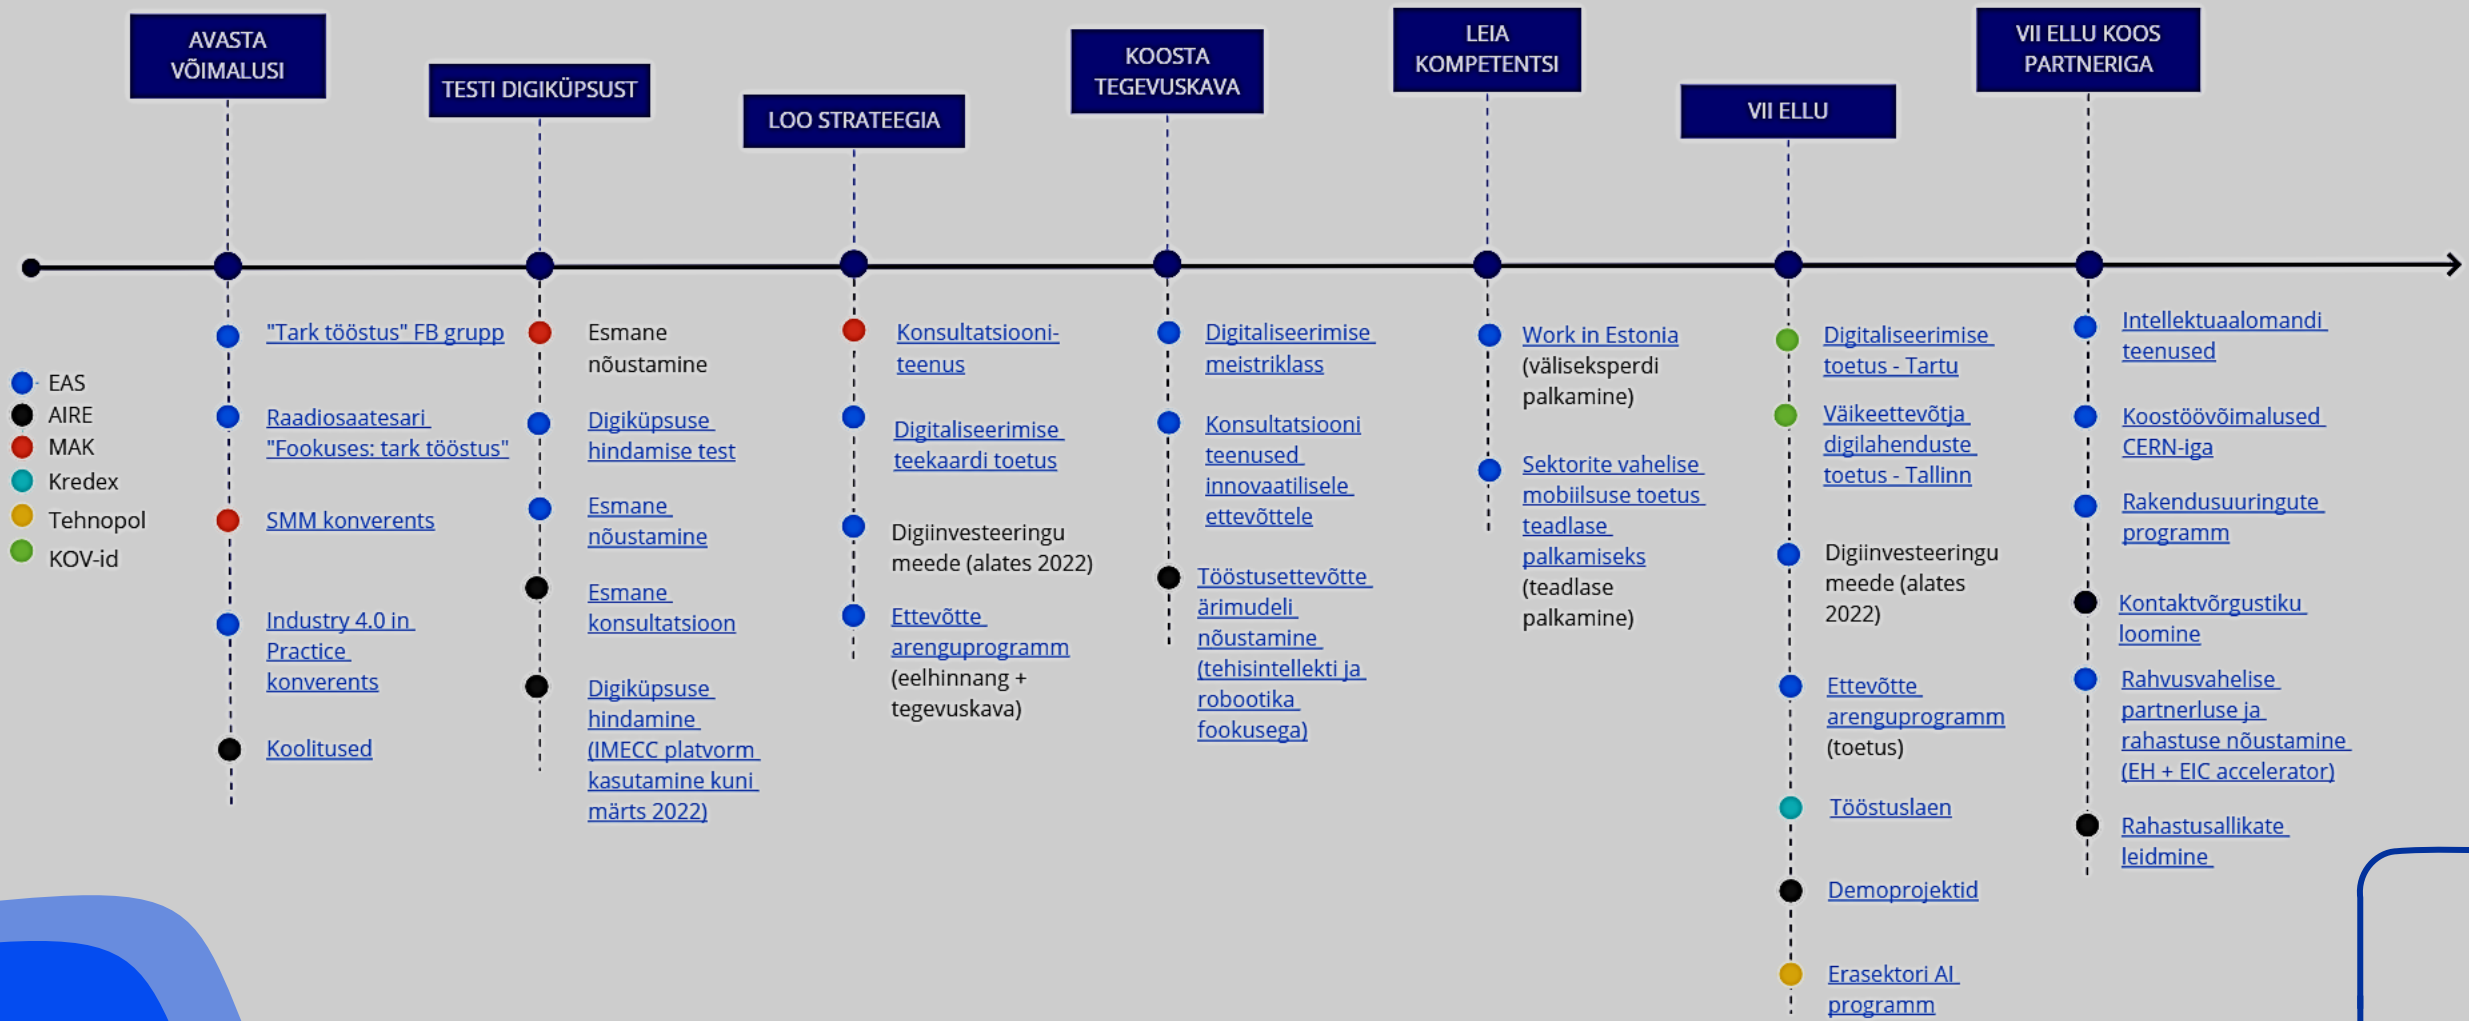 AVASTA
VÕIMALUSI
TESTI DIGIKÜPSUST
LOO STRATEEGIA
KOOSTA
TEGEVUSKAVA
LEIA
KOMPETENTSI
VII ELLU
VII ELLU KOOS
PARTNERIGA
EAS
AIRE
MAK
Kredex
Tehnopol
KOV-id
"Tark tööstus" FB grupp
Raadiosaatesari
"Fookuses: tark tööstus"
SMM konverents
Industry 4.0 in
Practice
konverents
Koolitused
Esmane
nõustamine
Digiküpsuse
hindamise test
Esmane
nõustamine
Esmane
konsultatsioon
Digiküpsuse
hindamine
(IMECC platvorm
kasutamine kuni
märts 2022)
Konsultatsiooni-
teenus
Digitaliseerimise
teekaardi toetus
Digiinvesteeringu
meede (alates 2022)
Ettevõtte
arenguprogramm
(eelhinnang +
tegevuskava)
Digitaliseerimise
meistriklass
Konsultatsiooni
teenused
innovaatilisele
ettevõttele
Tööstusettevõtte
ärimudeli
nõustamine
(tehisintellekti ja
robootika
fookusega)
Work in Estonia
(väliseksperdi
palkamine)
Sektorite vahelise
mobiilsuse toetus
teadlase
palkamiseks
(teadlase
palkamine)
Digitaliseerimise
toetus - Tartu
Väikeettevõtja
digilahenduste
toetus - Tallinn
Digiinvesteeringu
meede (alates
2022)
Ettevõtte
arenguprogramm
(toetus)
Tööstuslaen
Demoprojektid
Erasektori AI
programm
Intellektuaalomandi
teenused
Koostöövõimalused
CERN-iga
Rakendusuuringute
programm
Kontaktvõrgustiku
loomine
Rahvusvahelise
partnerluse ja
rahastuse nõustamine
(EH + EIC accelerator)
Rahastusallikate
leidmine